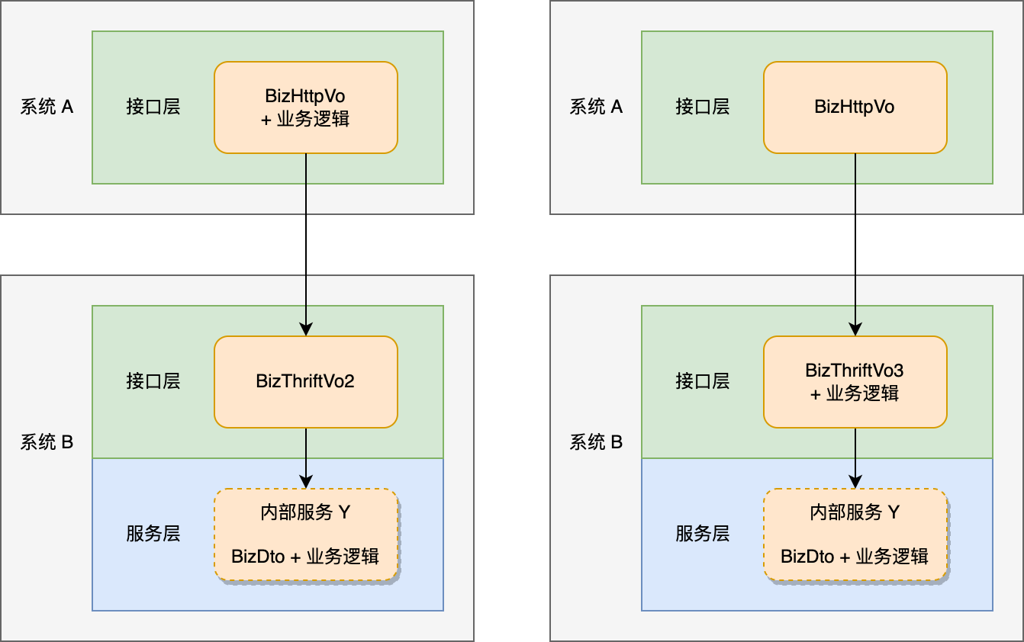 系统 A
接口层
BizHttpVo
+ 业务逻辑
系统 B
接口层
BizThriftVo2
服务层
内部服务 Y
BizDto + 业务逻辑
系统 A
接口层
BizHttpVo
系统 B
接口层
BizThriftVo3
+ 业务逻辑
服务层
内部服务 Y
BizDto + 业务逻辑